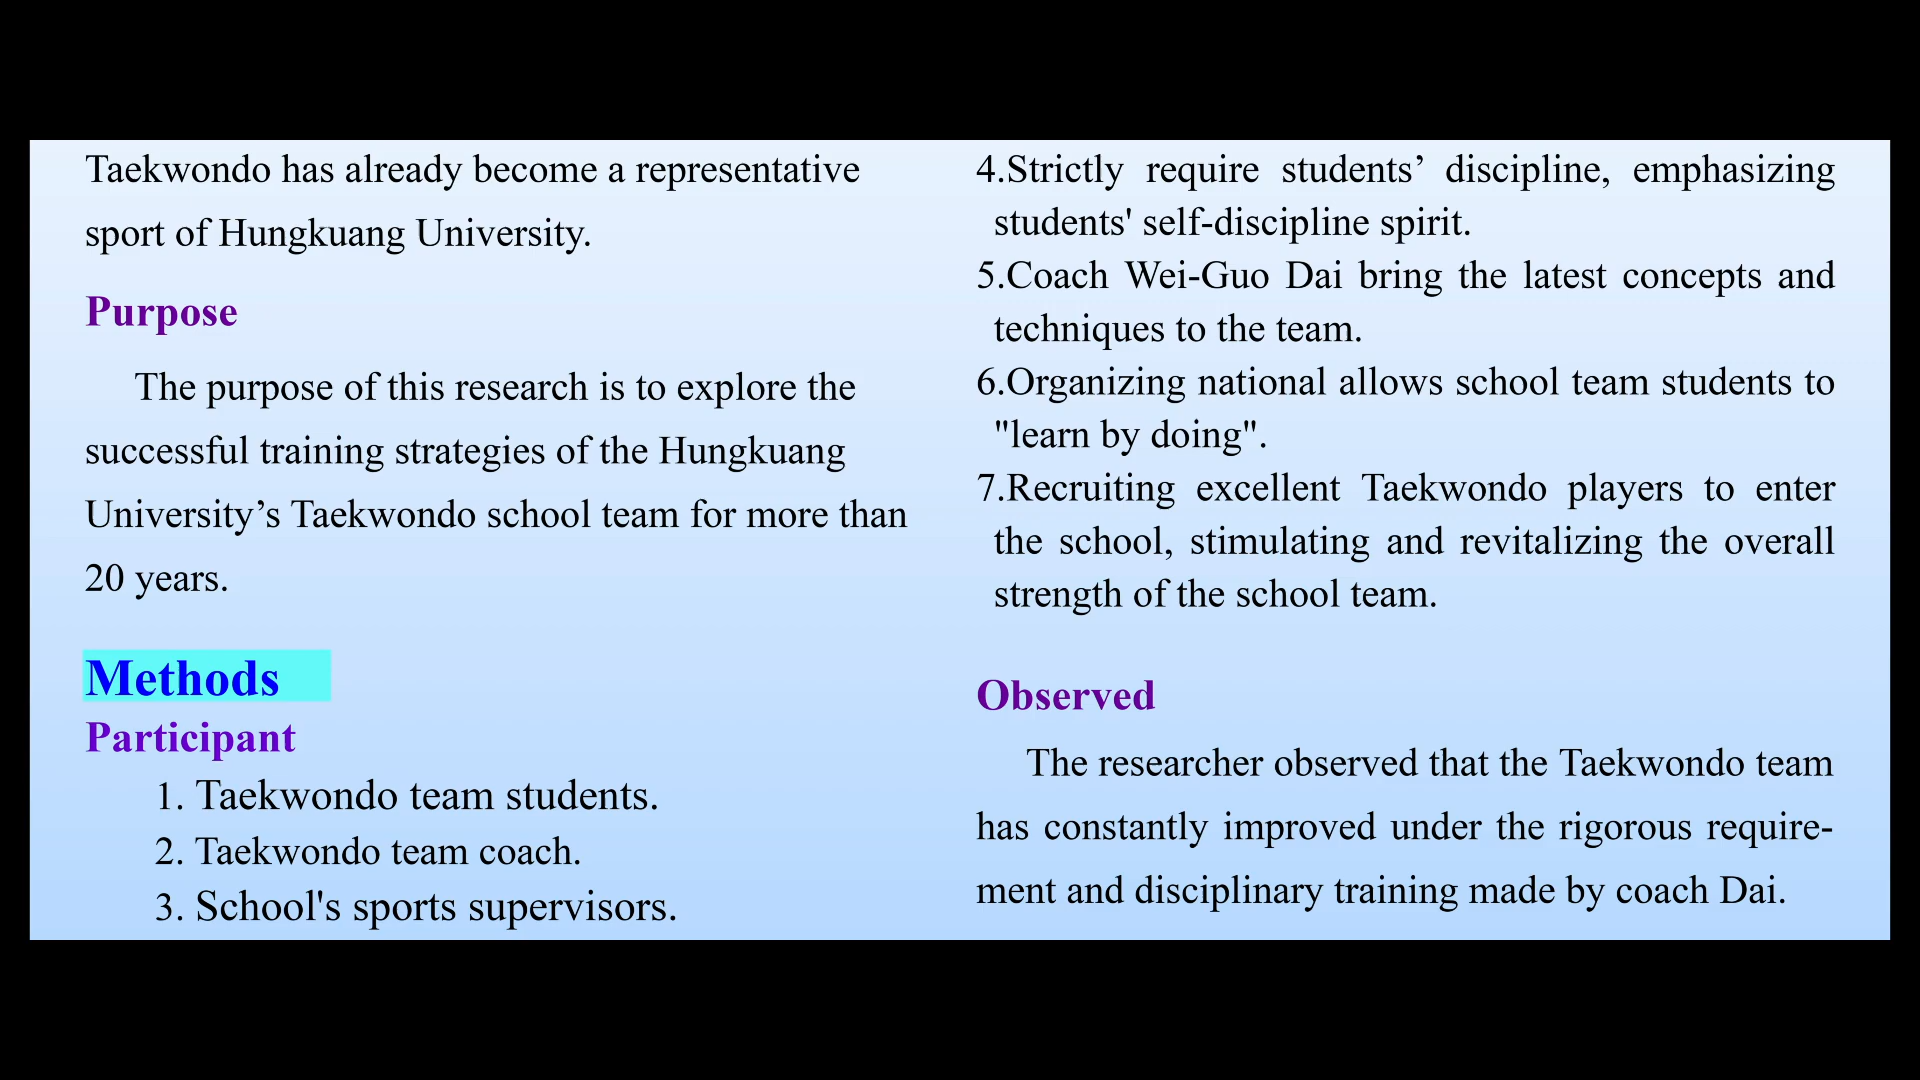 Taekwondo has already become a representative
sport of Hungkuang University.
Purpose
The purpose of this research is to explore the
successful training strategies of the Hungkuang
University’s Taekwondo school team for more than
20 years.
Methods
Participant
1. Taekwondo team students.
2. Taekwondo team coach.
3. School's sports supervisors.
4.Strictly require students’ discipline, emphasizing
students' self-discipline spirit.
5.Coach Wei-Guo Dai bring the latest concepts and
techniques to the team.
6.Organizing national allows school team students to
"learn by doing".
7.Recruiting excellent Taekwondo players to enter
the school, stimulating and revitalizing the overall
strength of the school team.
Observed
The researcher observed that the Taekwondo team
has constantly improved under the rigorous require-
ment and disciplinary training made by coach Dai.